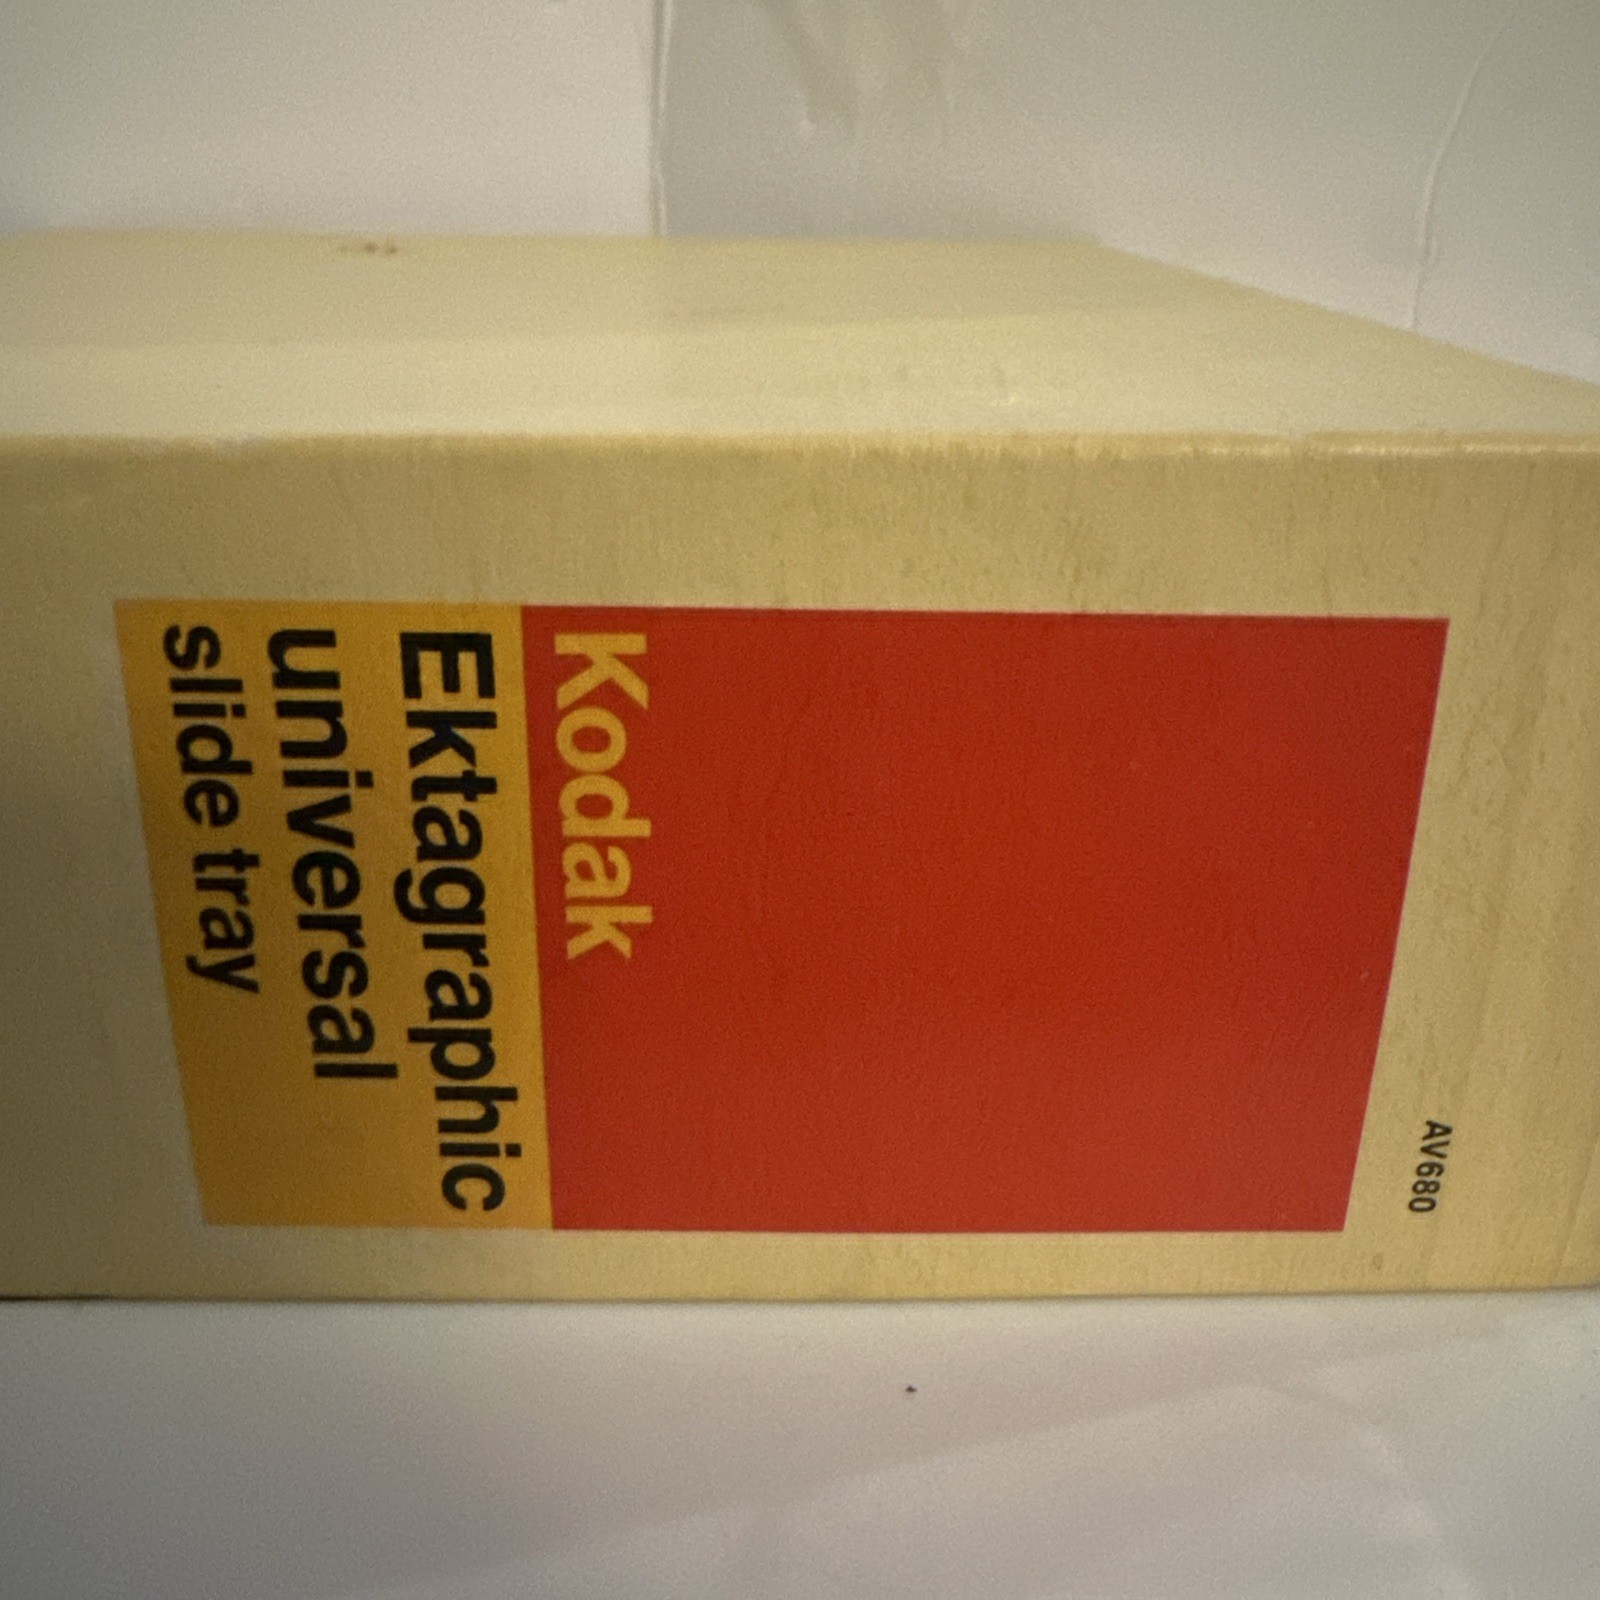 AV680
Kodak
Ektagraphic
universal
slide tray